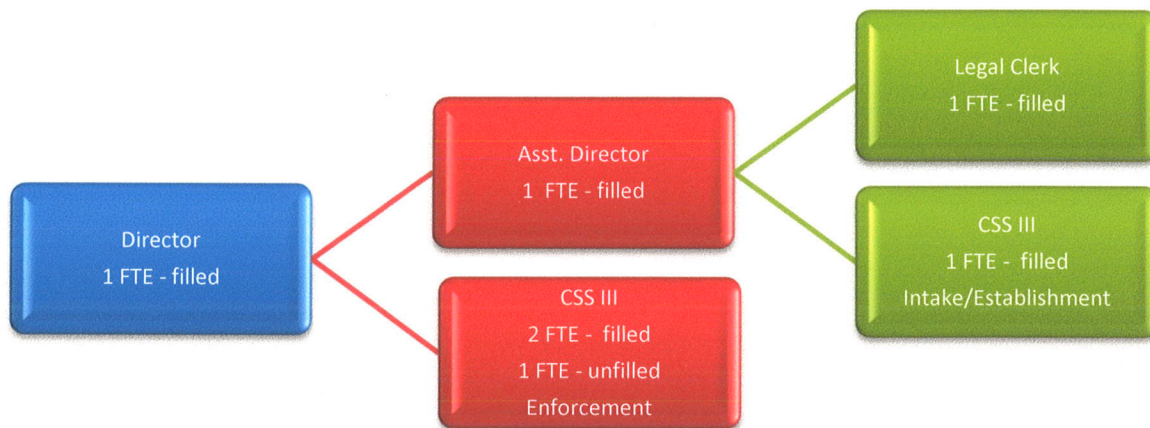 Director
1 FTE - filled
Asst. Director
1 FTE - filled
CSS III
2 FTE - filled
1 FTE - unfilled
Enforcement
Legal Clerk
1 FTE - filled
CSS III
1 FTE - filled
Intake/Establishment